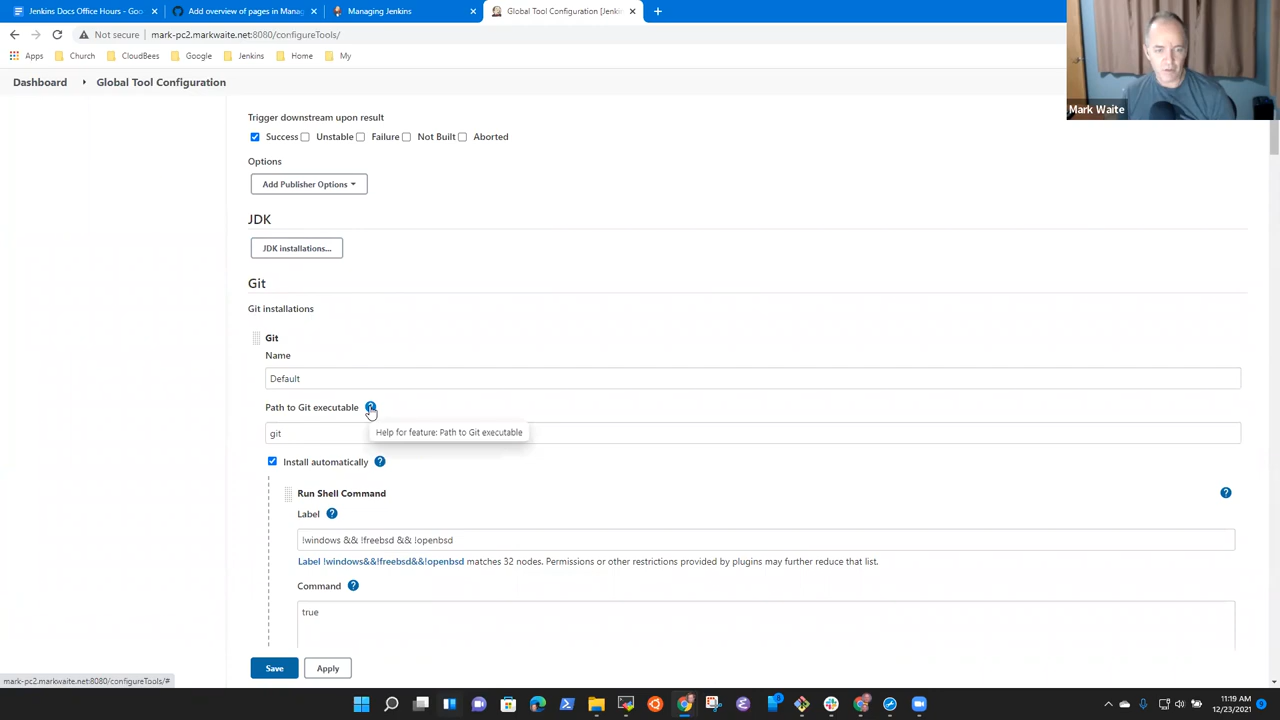 Jenkins Docs Office Hours - Goo
Add overview of pages in Manag
Managing Jenkins
Global Tool Configuration [Jenki
Not secure
mark-pc2.markwaite.net:8080/configureTools/
Apps
Church
CloudBees
Google
Jenkins
Home
My
Mark Waite
Dashboard
Global Tool Configuration
Trigger downstream upon result
Success
Unstable
Failure
Not Built
Aborted
Options
Add Publisher Options
JDK
JDK installations...
Git
Git installations
Git
Name
Default
Path to Git executable
git
Help for feature: Path to Git executable
Install automatically
Run Shell Command
Label
!windows && !freebsd && !openbsd
Label !windows&&!freebsd&&!openbsd matches 32 nodes. Permissions or other restrictions provided by plugins may further reduce that list.
Command
true
Save
Apply
mark-pc2.markwaite.net:8080/configureTools/#
11:19 AM
12/23/2021